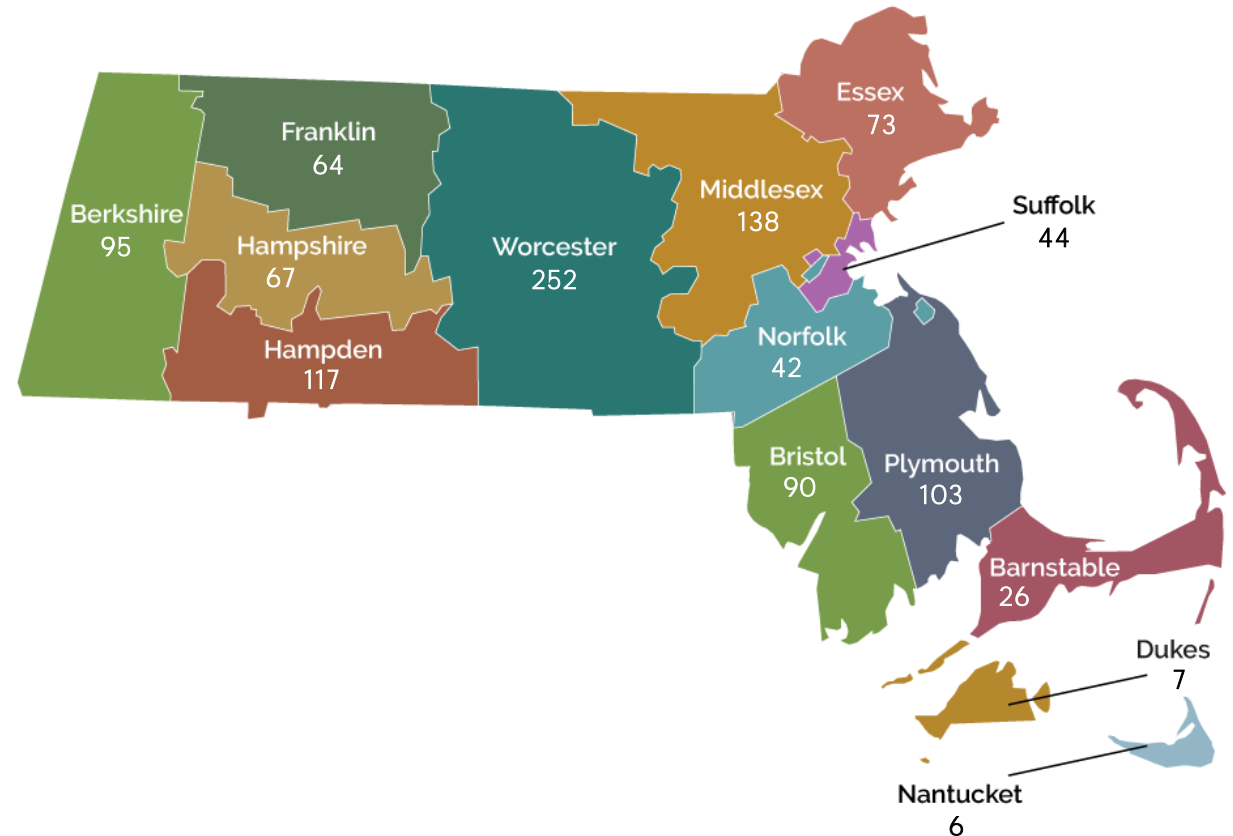 Essex
73
Franklin
64
Middlesex
138
Suffolk
44
Berkshire
95
Hampshire
67
Worcester
252
Norfolk
42
Hampden
117
Bristol
90
Plymouth
103
Barnstable
26
Dukes
7
Nantucket
6